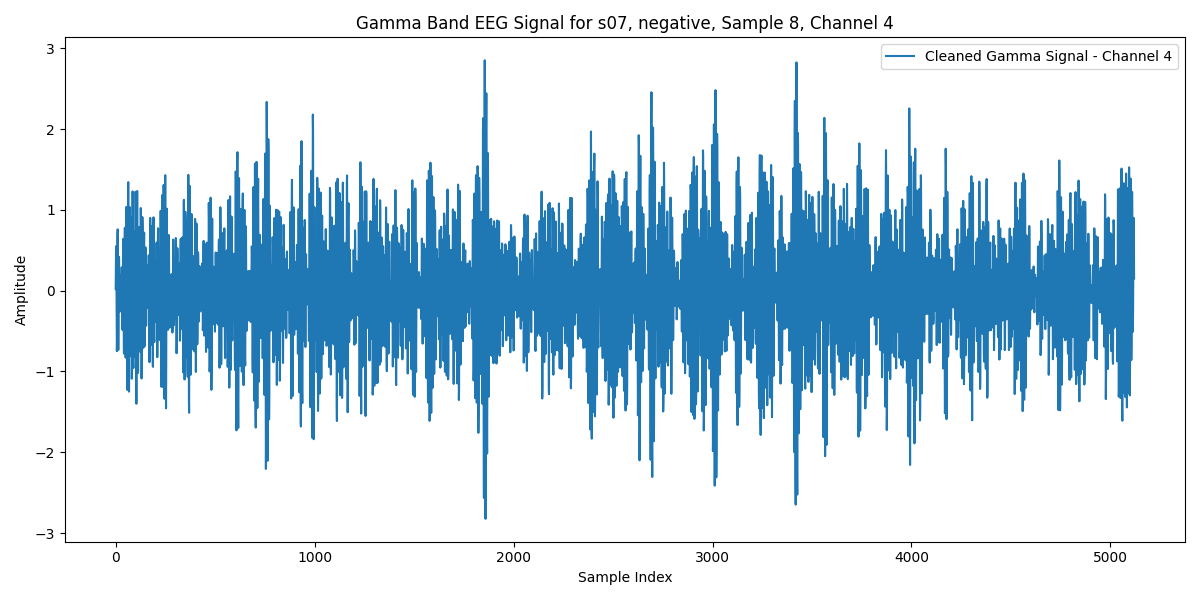 Gamma Band EEG Signal for s07, negative, Sample 8, Channel 4
Cleaned Gamma Signal - Channel 4
3
2
1
0
−1
−2
−3
Amplitude
0 1000 2000 3000 4000 5000
Sample Index